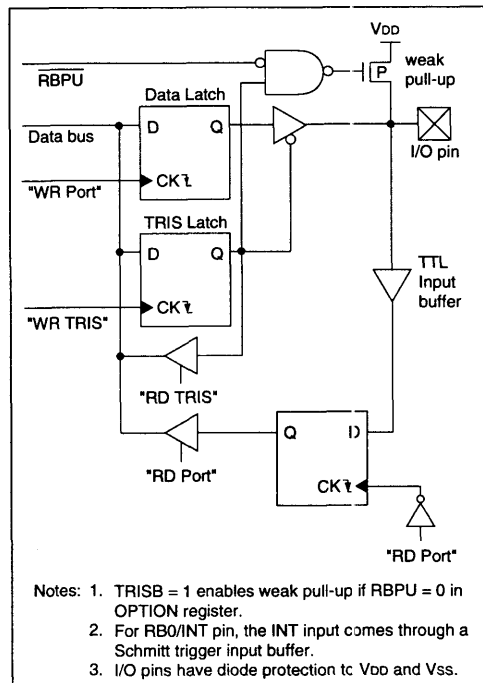 VDD
RBPU
weak
pull-up
P
Data Latch
Data bus
D Q
I/O pin
"WR Port"
CK
TRIS Latch
D Q
TTL
Input
buffer
"WR TRIS"
CK
"RD TRIS"
Q D
"RD Port"
CK
"RD Port"
Notes: 1. TRISB = 1 enables weak pull-up if RBPU = 0 in
OPTION register.
2. For RB0/INT pin, the INT input comes through a
Schmitt trigger input buffer.
3. I/O pins have diode protection to VDD and VSS.